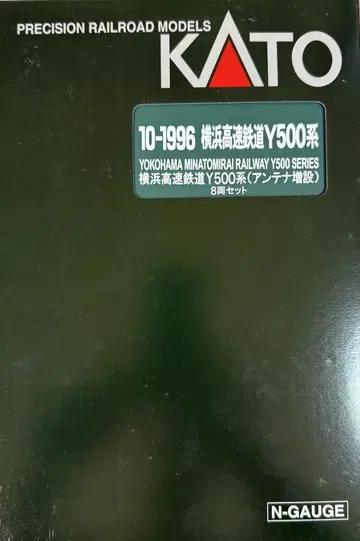 PRECISION RAILROAD MODELS
KATO
10-1996 横浜高速鉄道Y500系
YOKOHAMA MINATOMIRAI RAILWAY Y500 SERIES
横浜高速鉄道Y500系(アンテナ増設)
8両セット
N-GAUGE